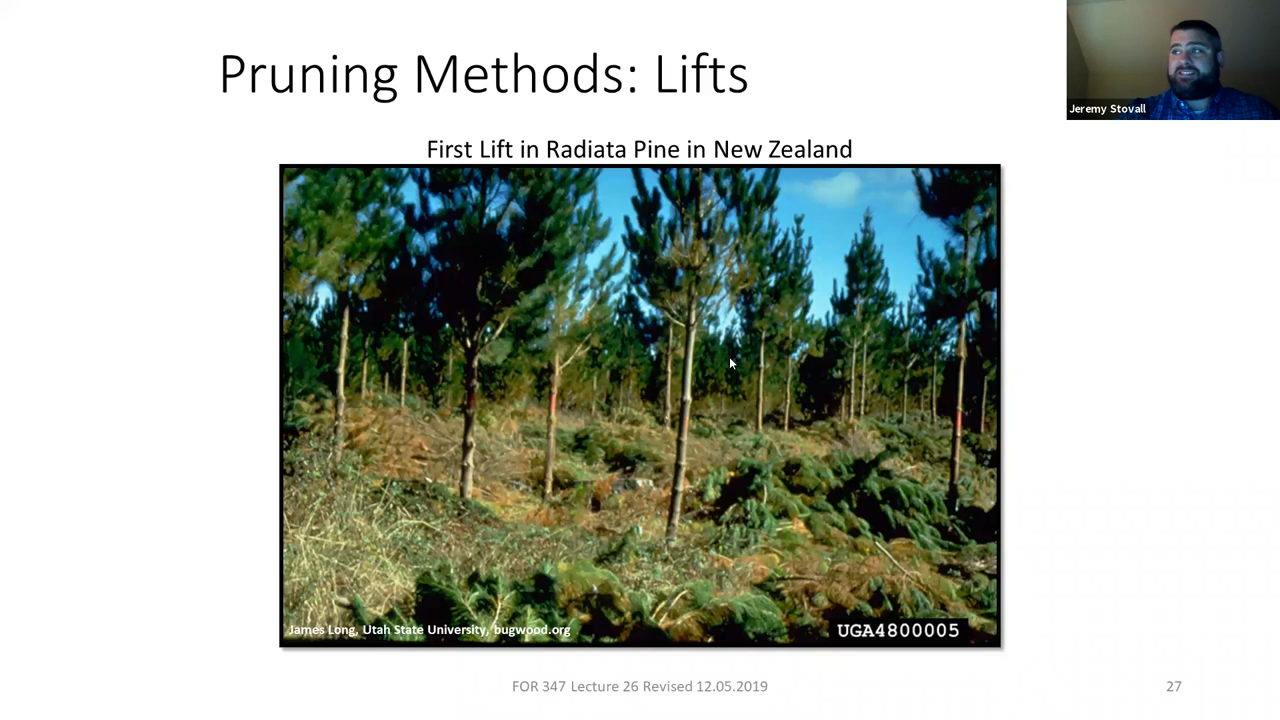 Pruning Methods: Lifts
Jeremy Stovall
First Lift in Radiata Pine in New Zealand
James Long, Utah State University, bugwood.org
UGA4800005
FOR 347 Lecture 26 Revised 12.05.2019
27